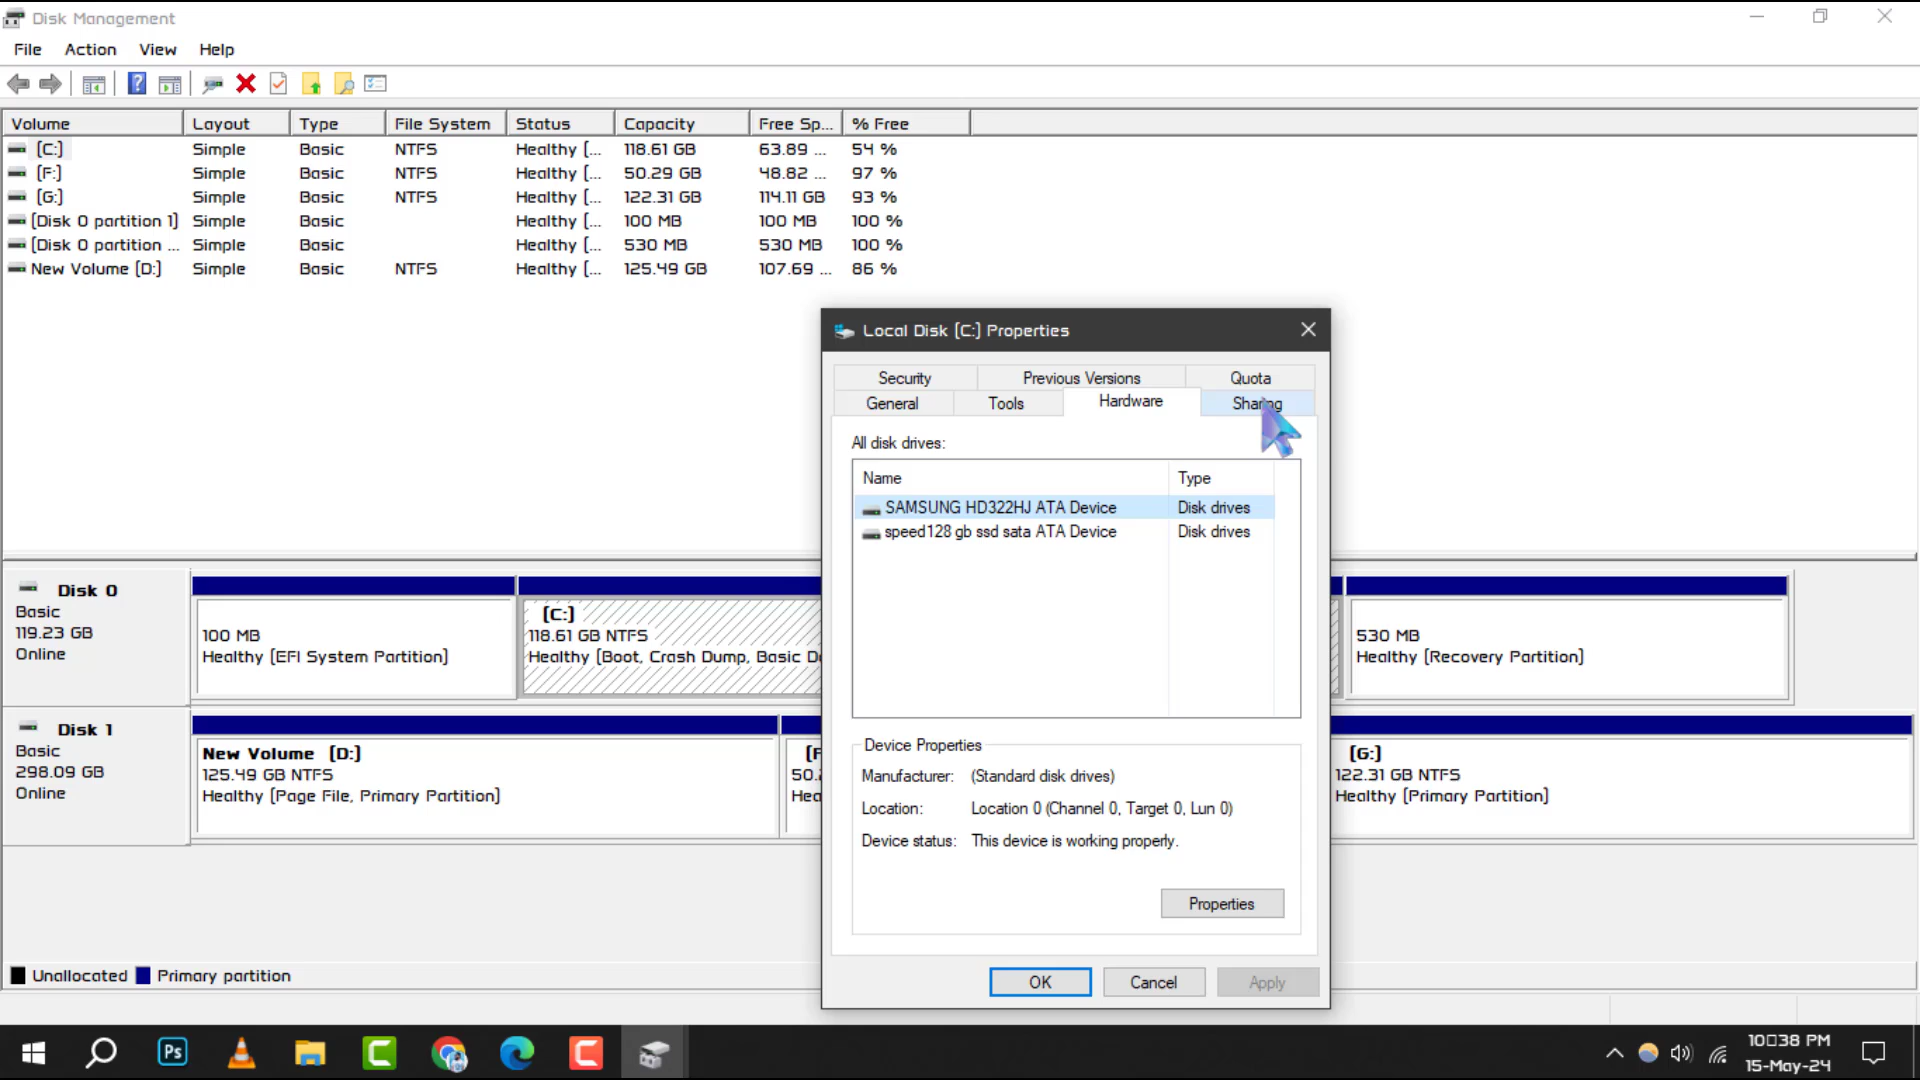 Disk Management
File Action View Help
Volume Layout Type File System Status Capacity Free Sp... % Free
[C:] Simple Basic NTFS Healthy [... 118.61 GB 63.89 ... 54 %
[F:] Simple Basic NTFS Healthy [... 50.29 GB 48.82 ... 97 %
[G:] Simple Basic NTFS Healthy [... 122.31 GB 114.11 GB 93 %
[Disk 0 partition 1] Simple Basic Healthy [... 100 MB 100 MB 100 %
[Disk 0 partition ... Simple Basic Healthy [... 530 MB 530 MB 100 %
New Volume [D:] Simple Basic NTFS Healthy [... 125.49 GB 107.69 ... 86 %
Local Disk [C:] Properties
Security Previous Versions Quota
General Tools Hardware Sharing
All disk drives:
Name Type
SAMSUNG HD322HJ ATA Device Disk drives
speed128 gb ssd sata ATA Device Disk drives
Device Properties
Manufacturer: (Standard disk drives)
Location: Location 0 (Channel 0, Target 0, Lun 0)
Device status: This device is working properly.
Properties
OK Cancel Apply
Disk 0
Basic
119.23 GB
Online
100 MB
Healthy [EFI System Partition]
[C:]
118.61 GB NTFS
Healthy [Boot, Crash Dump, Basic D
530 MB
Healthy [Recovery Partition]
Disk 1
Basic
298.09 GB
Online
New Volume [D:]
125.49 GB NTFS
Healthy [Page File, Primary Partition]
[F
50.2
Hea
[G:]
122.31 GB NTFS
Healthy [Primary Partition]
Unallocated Primary partition
Ps
10▯38 PM
15-May-24